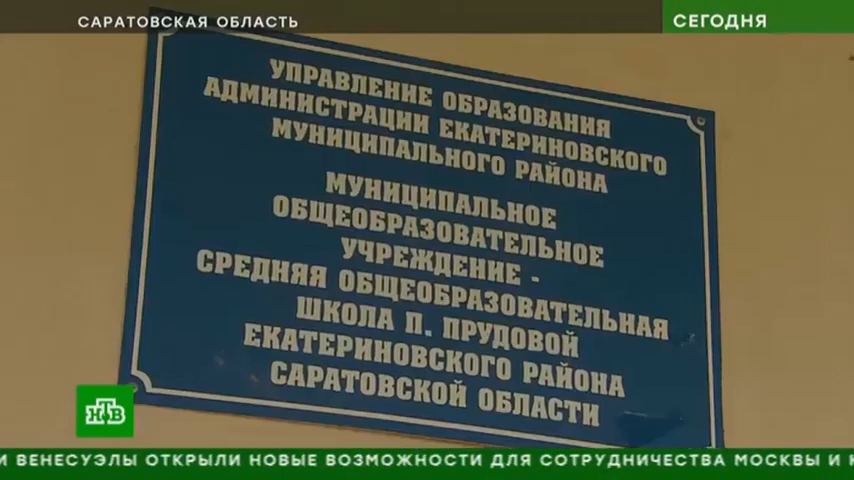 САРАТОВСКАЯ ОБЛАСТЬ
СЕГОДНЯ
УПРАВЛЕНИЕ ОБРАЗОВАНИЯ
АДМИНИСТРАЦИИ ЕКАТЕРИНОВСКОГО
МУНИЦИПАЛЬНОГО РАЙОНА
МУНИЦИПАЛЬНОЕ
ОБЩЕОБРАЗОВАТЕЛЬНОЕ
УЧРЕЖДЕНИЕ -
СРЕДНЯЯ ОБЩЕОБРАЗОВАТЕЛЬНАЯ
ШКОЛА П. ПРУДОВОЙ
ЕКАТЕРИНОВСКОГО РАЙОНА
САРАТОВСКОЙ ОБЛАСТИ
НТВ
И ВЕНЕСУЭЛЫ ОТКРЫЛИ НОВЫЕ ВОЗМОЖНОСТИ ДЛЯ СОТРУДНИЧЕСТВА МОСКВЫ И